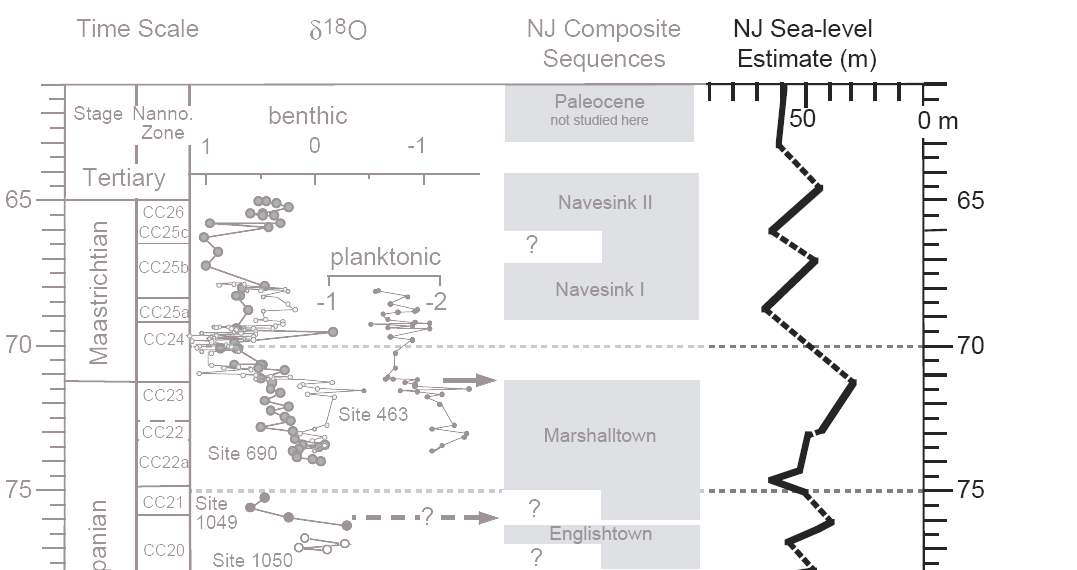 Time Scale
δ18O
NJ Composite
Sequences
NJ Sea-level
Estimate (m)
Stage
Nanno.
Zone
benthic
1
0
-1
Paleocene
not studied here
50
0 m
Tertiary
65
65
CC26
CC25c
CC25b
CC25a
CC24
Maastrichtian
planktonic
-1
-2
Navesink II
?
Navesink I
70
70
CC23
CC22
CC22a
Site 463
Site 690
Marshalltown
75
75
CC21
CC20
panian
Site
1049
?
Site 1050
?
Englishtown
?